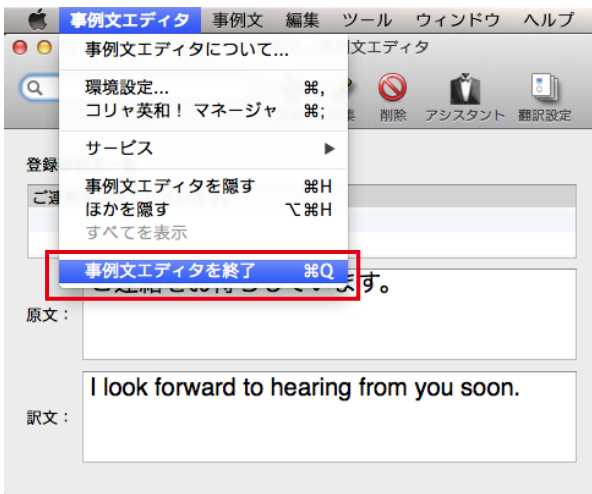 事例文エディタ 事例文 編集 ツール ウィンドウ ヘルプ
事例文エディタについて...
文エディタ
環境設定... ⌘,
コリャ英和！ マネージャ ⌘;
削除 アシスタント 翻訳設定
サービス ▶
登録
事例文エディタを隠す ⌘H
ほかを隠す ⌥⌘H
すべてを表示
事例文エディタを終了 ⌘Q
原文：
訳文：
I look forward to hearing from you soon.